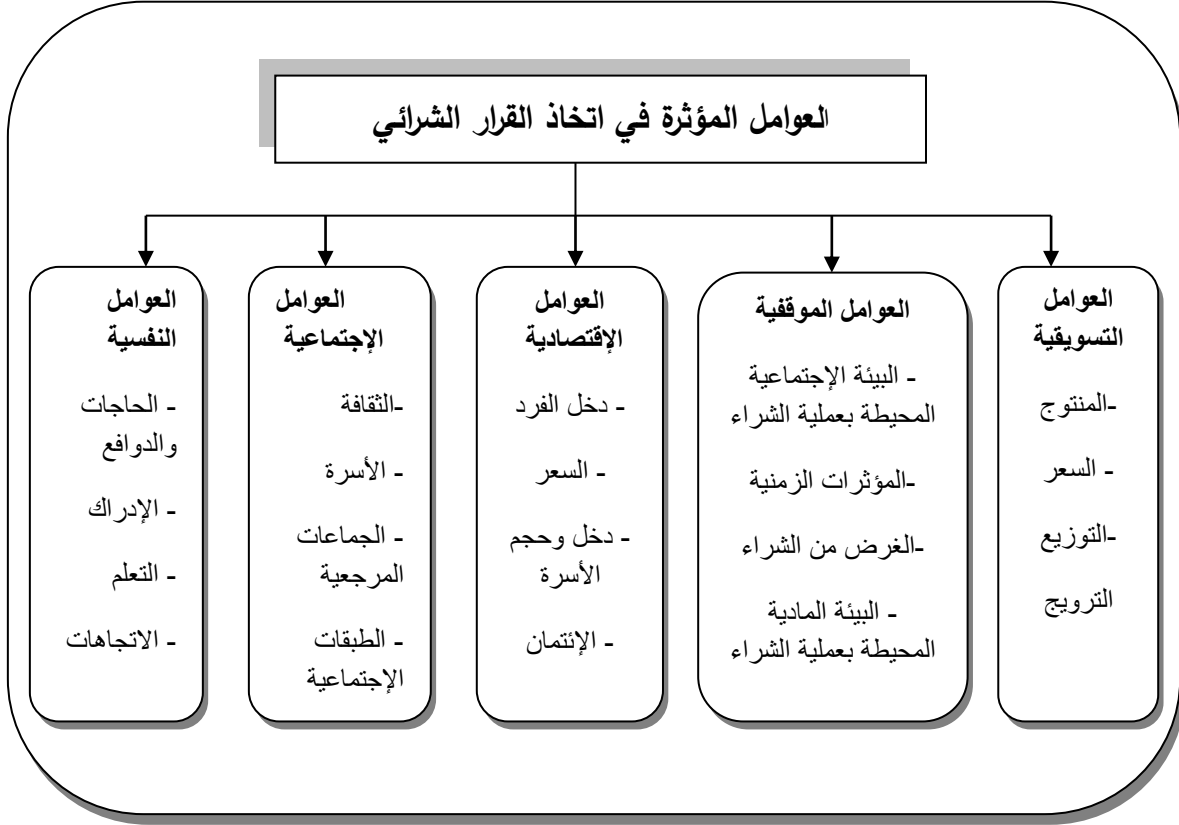 العوامل المؤثرة في اتخاذ القرار الشرائي
العوامل
التسويقية
-المنتوج
- السعر
-التوزيع
الترويج
العوامل الموقفية
- البيئة الإجتماعية
المحيطة بعملية الشراء
-المؤثرات الزمنية
-الغرض من الشراء
- البيئة المادية
المحيطة بعملية الشراء
العوامل
الإقتصادية
- دخل الفرد
- السعر
- دخل وحجم
الأسرة
- الإئتمان
العوامل
الإجتماعية
-الثقافة
- الأسرة
- الجماعات
المرجعية
- الطبقات
الإجتماعية
العوامل
النفسية
- الحاجات
والدوافع
- الإدراك
- التعلم
- الاتجاهات